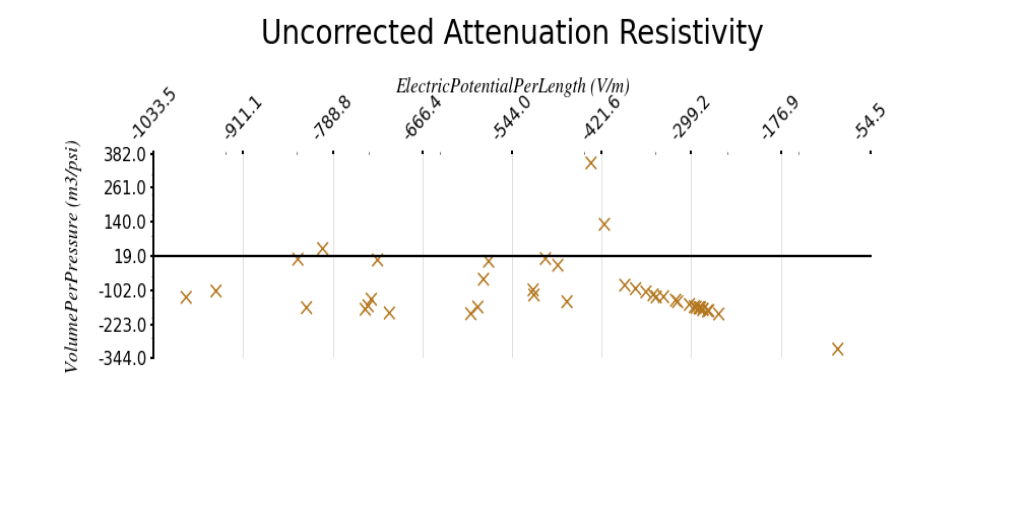 Uncorrected Attenuation Resistivity
ElectricPotentialPerLength (V/m)
-1033.5 -911.1 -788.8 -666.4 -544.0 -421.6 -299.2 -176.9 -54.5
VolumePerPressure (m3/psi)
382.0
261.0
140.0
19.0
-102.0
-223.0
-344.0